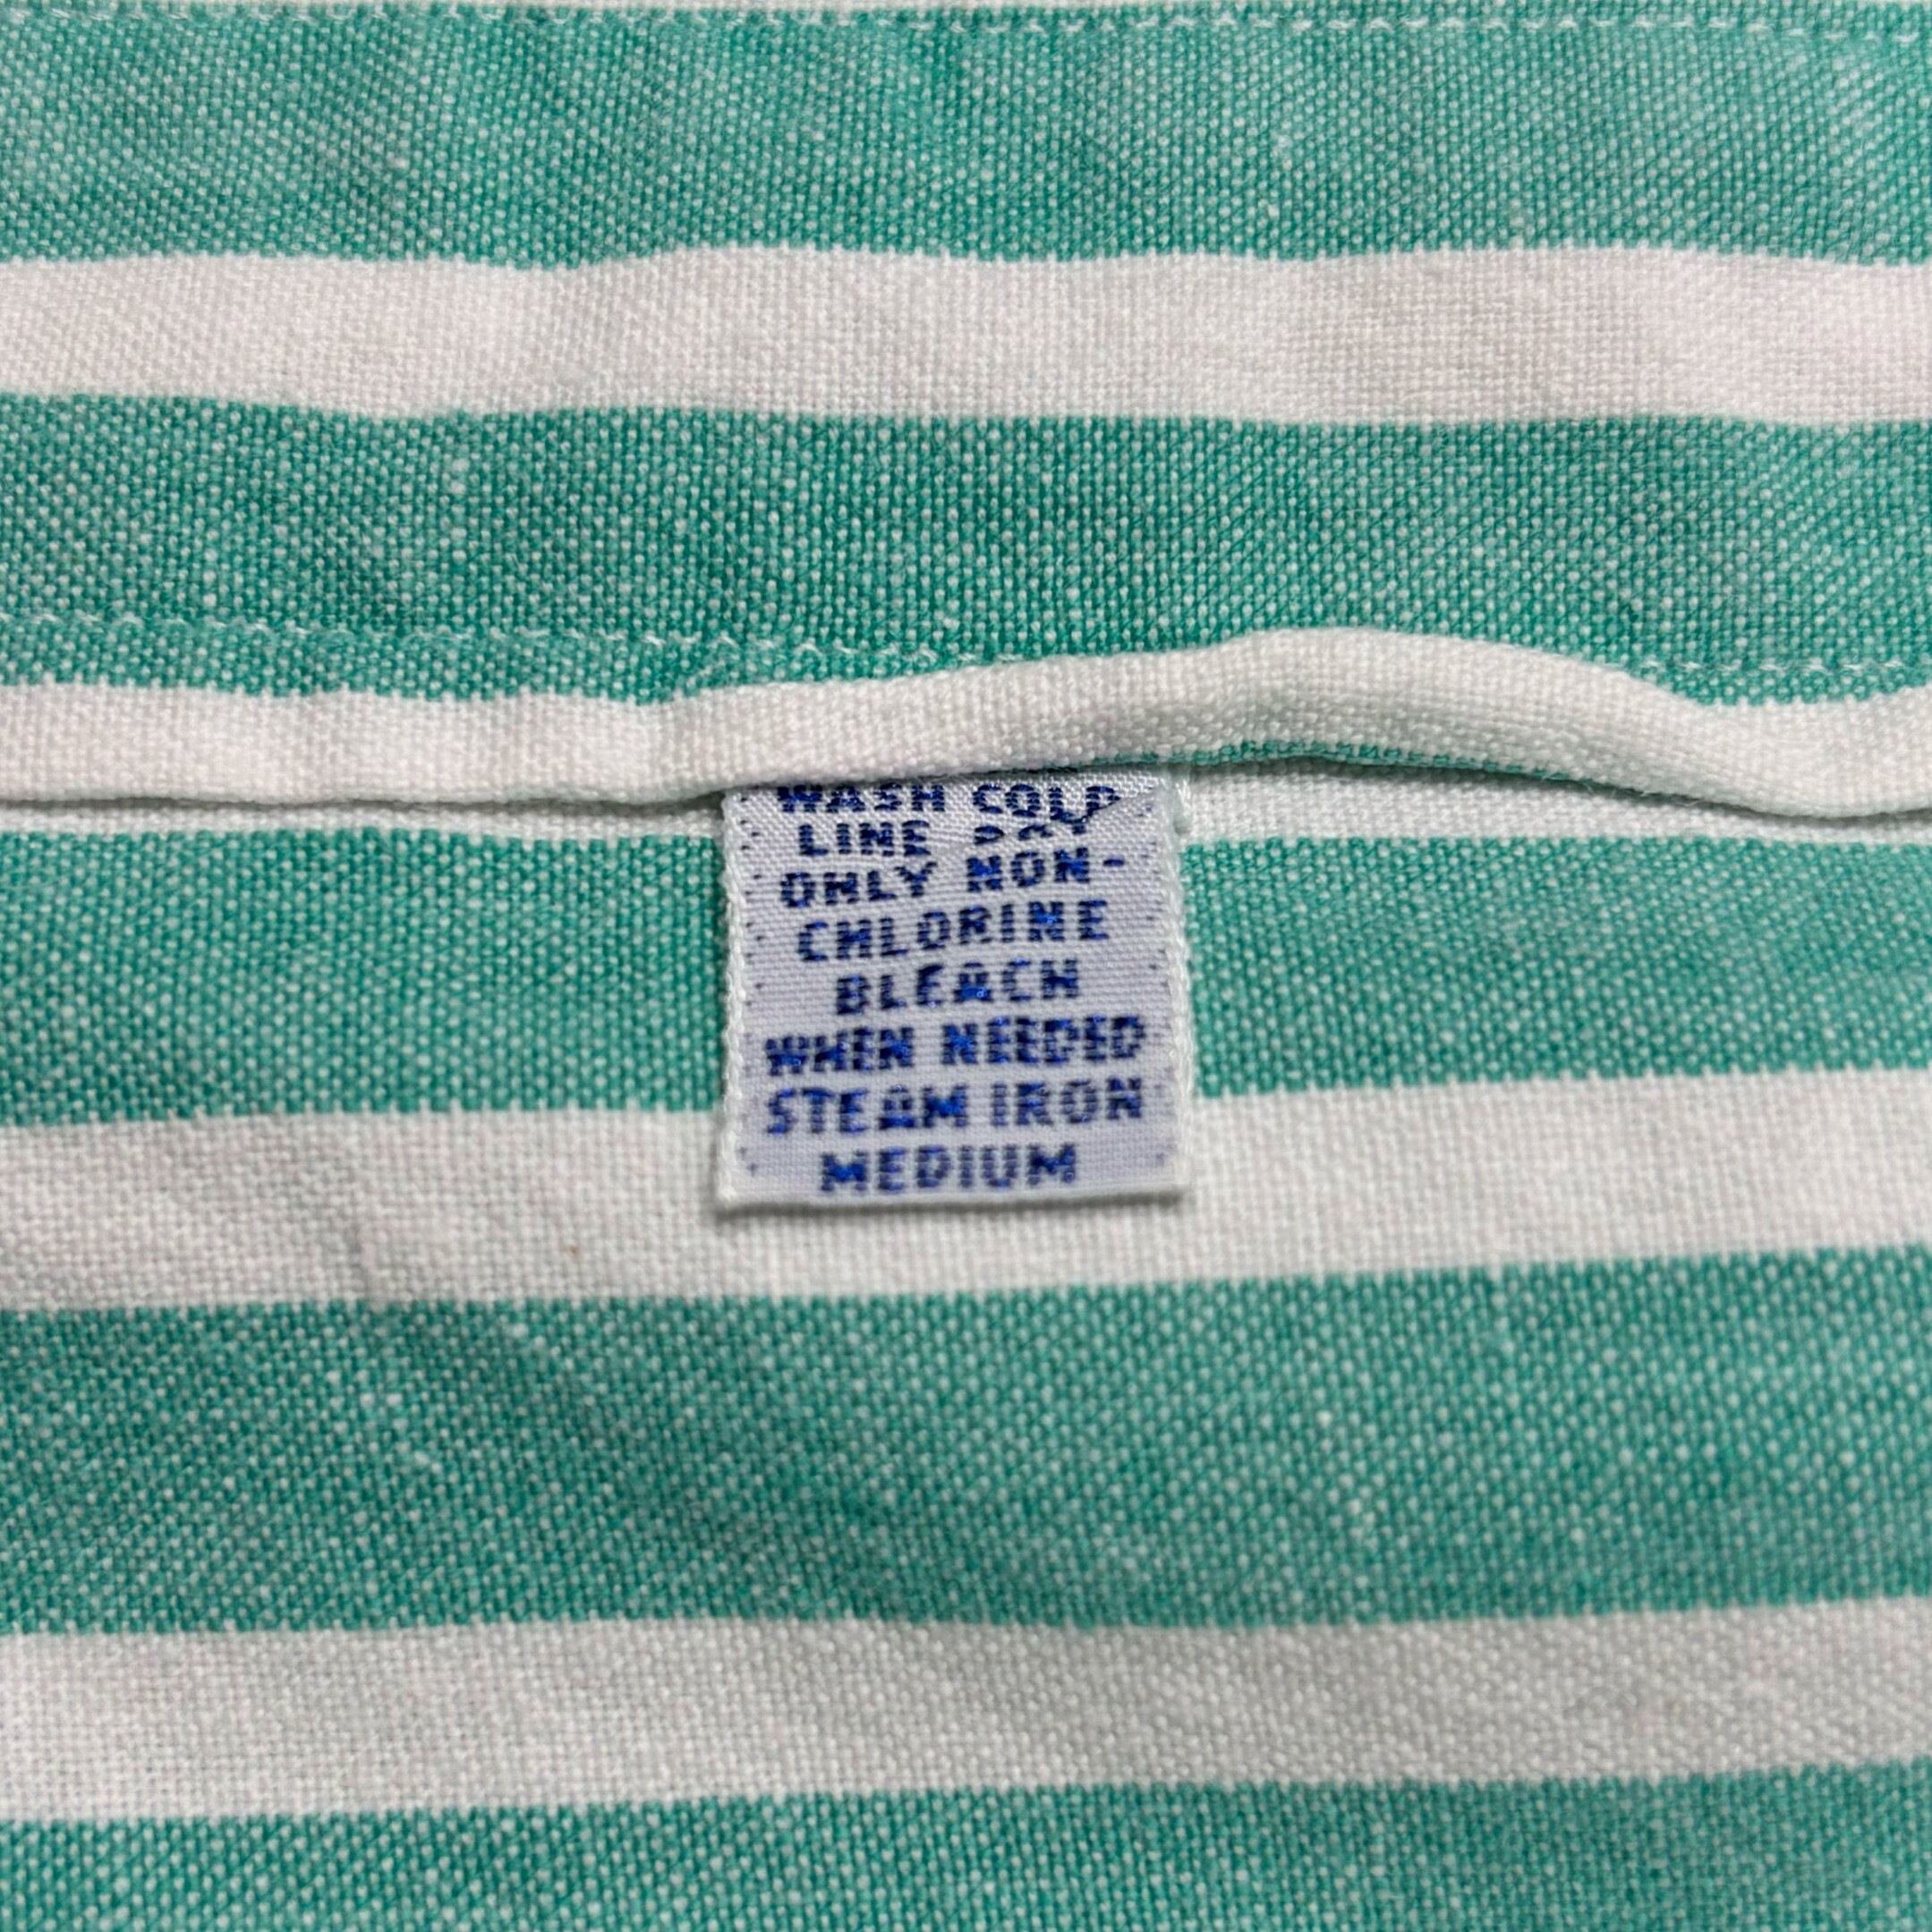 WASH COLD
LINE DRY
ONLY NON-
CHLORINE
BLEACH
WHEN NEEDED
STEAM IRON
MEDIUM